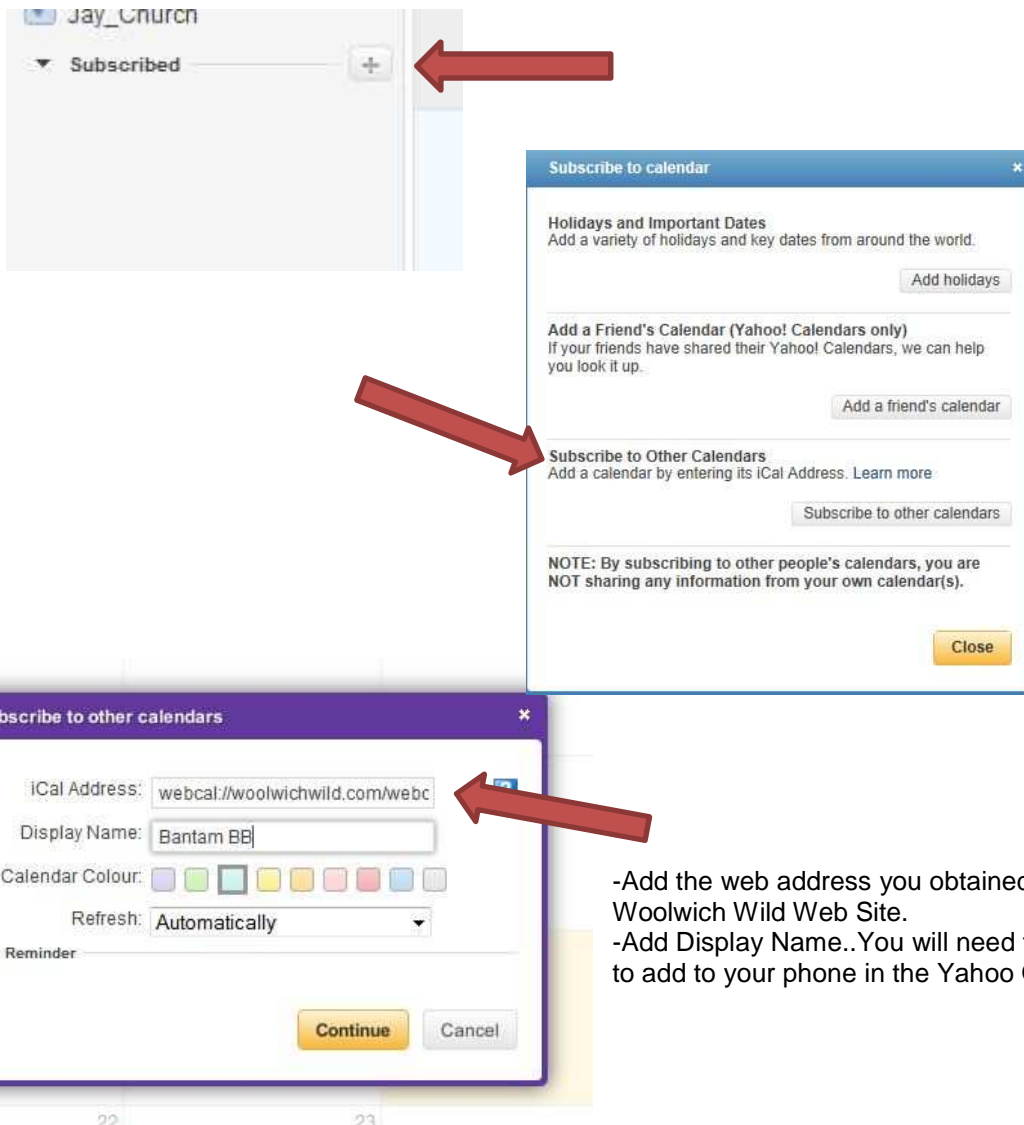 Jay_Church
Subscribed
+
Subscribe to calendar
Holidays and Important Dates
Add a variety of holidays and key dates from around the world.
Add holidays
Add a Friend's Calendar (Yahoo! Calendars only)
If your friends have shared their Yahoo! Calendars, we can help
you look it up.
Add a friend's calendar
Subscribe to Other Calendars
Add a calendar by entering its iCal Address. Learn more
Subscribe to other calendars
NOTE: By subscribing to other people's calendars, you are
NOT sharing any information from your own calendar(s).
Close
bscribe to other calendars
iCal Address: webcal://woolwichwild.com/webc
Display Name: Bantam BB
Calendar Colour:
Refresh: Automatically
Reminder
Continue Cancel
22 23
-Add the web address you obtained
Woolwich Wild Web Site.
-Add Display Name..You will need
to add to your phone in the Yahoo